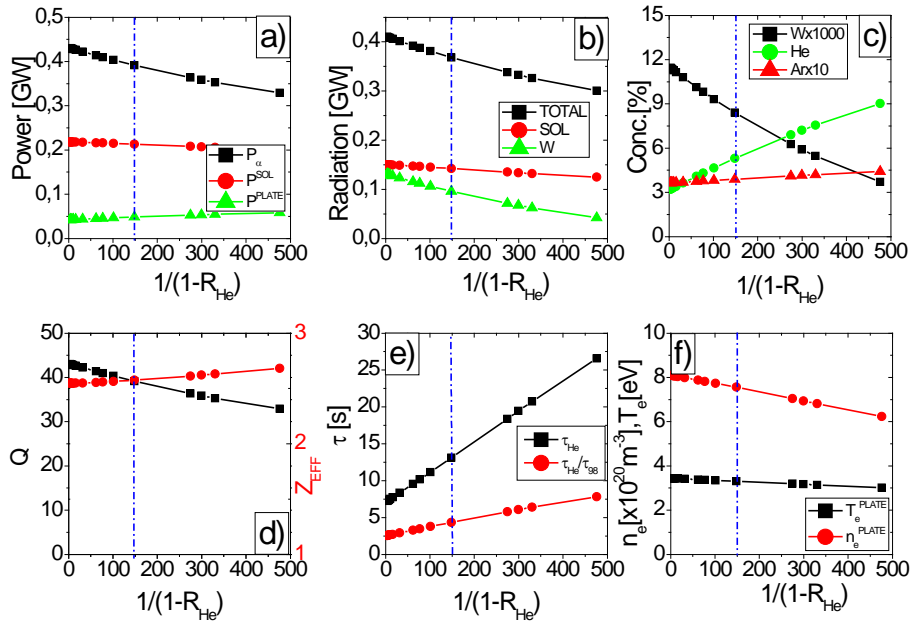 0,5
0,4
0,3
0,2
0,1
0,0
Power [GW]
a)
P_α
P^SOL
P^PLATE
0 100 200 300 400 500
1/(1-R_He)
0,4
0,3
0,2
0,1
0,0
Radiation [GW]
b)
TOTAL
SOL
W
0 100 200 300 400 500
1/(1-R_He)
15
12
9
6
3
0
Conc.[%]
c)
Wx1000
He
Arx10
0 100 200 300 400 500
1/(1-R_He)
50
40
30
20
10
0
Q
d)
3
2
1
Z_EFF
0 100 200 300 400 500
1/(1-R_He)
30
25
20
15
10
5
0
τ [s]
e)
τ_He
τ_He/τ_98
0 100 200 300 400 500
1/(1-R_He)
10
8
6
4
2
0
n_e[x10^20m^-3],T_e[eV]
f)
T_e^PLATE
n_e^PLATE
0 100 200 300 400 500
1/(1-R_He)